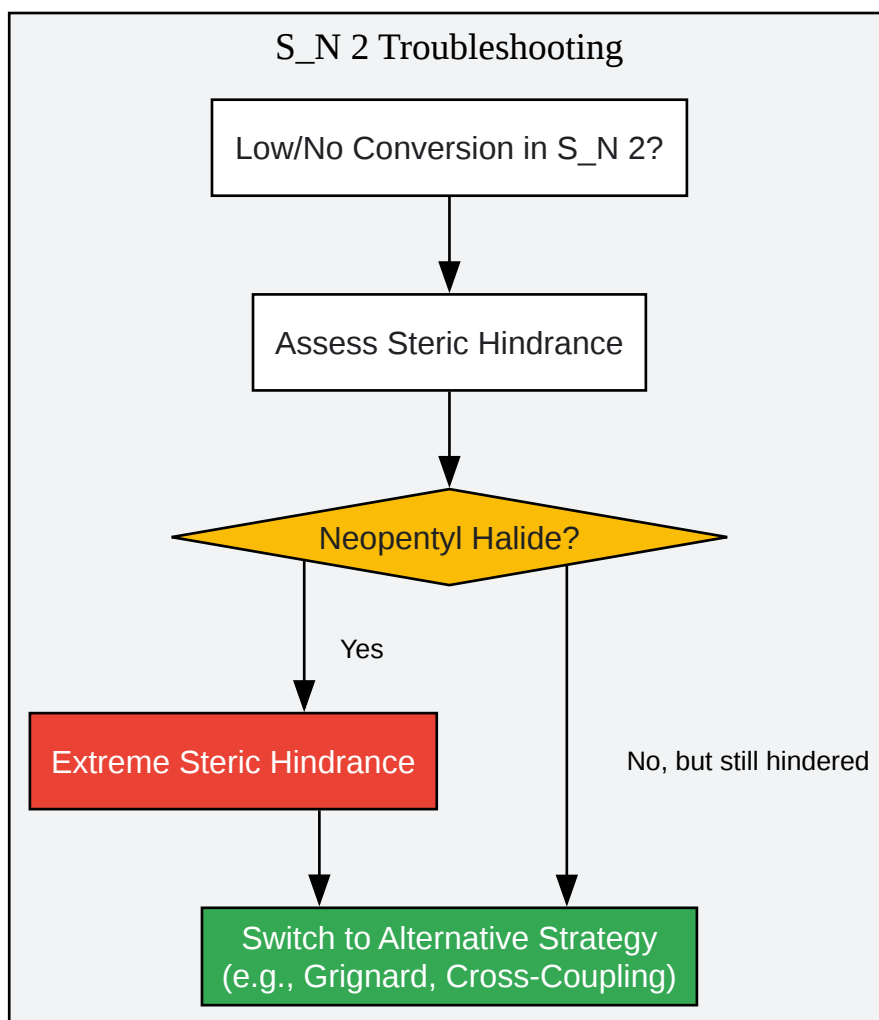 S_N 2 Troubleshooting
Low/No Conversion in S_N 2?
Assess Steric Hindrance
Neopentyl Halide?
Yes
Extreme Steric Hindrance
No, but still hindered
Switch to Alternative Strategy
(e.g., Grignard, Cross-Coupling)